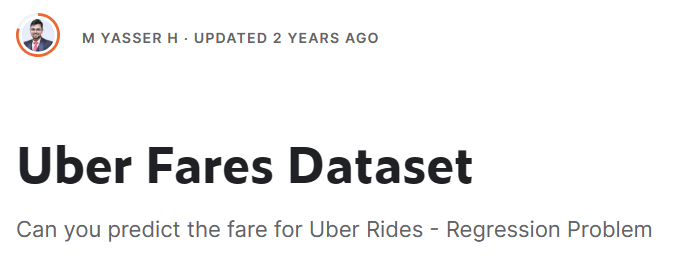 M YASSER H · UPDATED 2 YEARS AGO
Uber Fares Dataset
Can you predict the fare for Uber Rides - Regression Problem